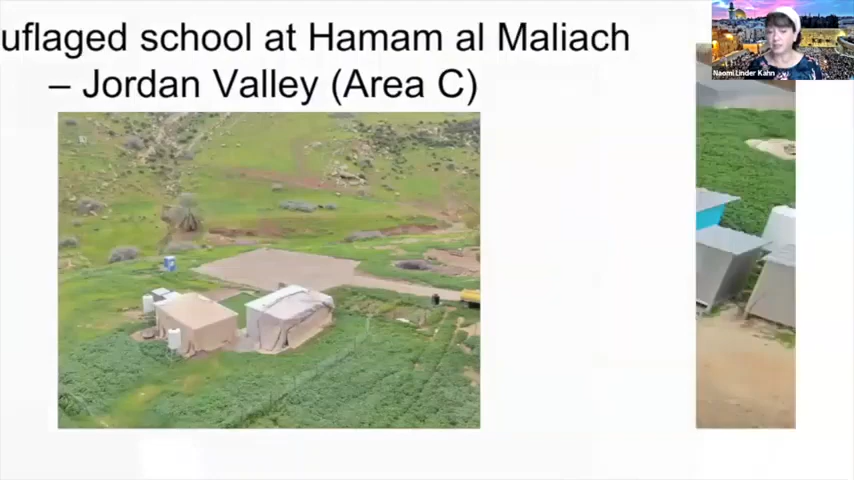 uflaged school at Hamam al Maliach
– Jordan Valley (Area C)
Naomi Linder Kahn